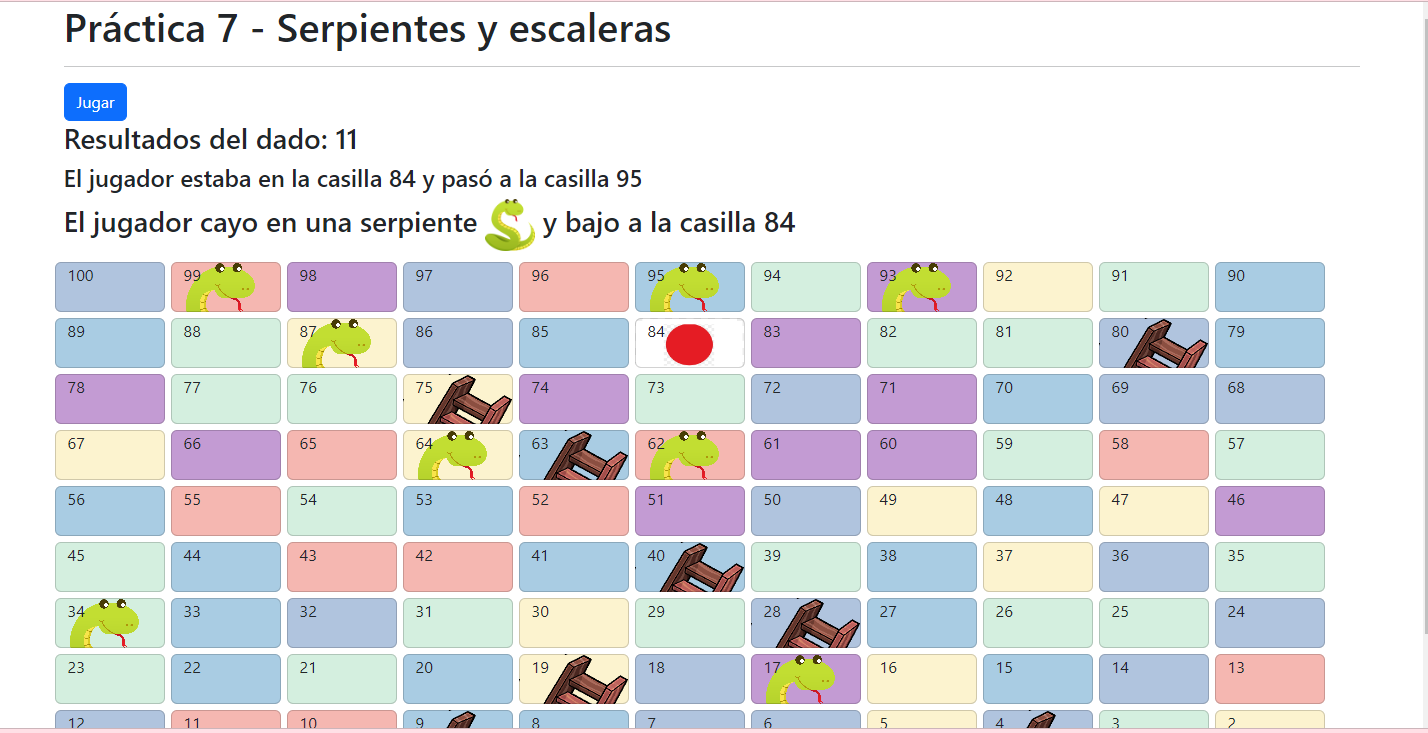 Práctica 7 - Serpientes y escaleras
Jugar
Resultados del dado: 11
El jugador estaba en la casilla 84 y pasó a la casilla 95
El jugador cayo en una serpiente y bajo a la casilla 84
100 99 98 97 96 95 94 93 92 91 90
89 88 87 86 85 84 83 82 81 80 79
78 77 76 75 74 73 72 71 70 69 68
67 66 65 64 63 62 61 60 59 58 57
56 55 54 53 52 51 50 49 48 47 46
45 44 43 42 41 40 39 38 37 36 35
34 33 32 31 30 29 28 27 26 25 24
23 22 21 20 19 18 17 16 15 14 13
12 11 10 9 8 7 6 5 4 3 2